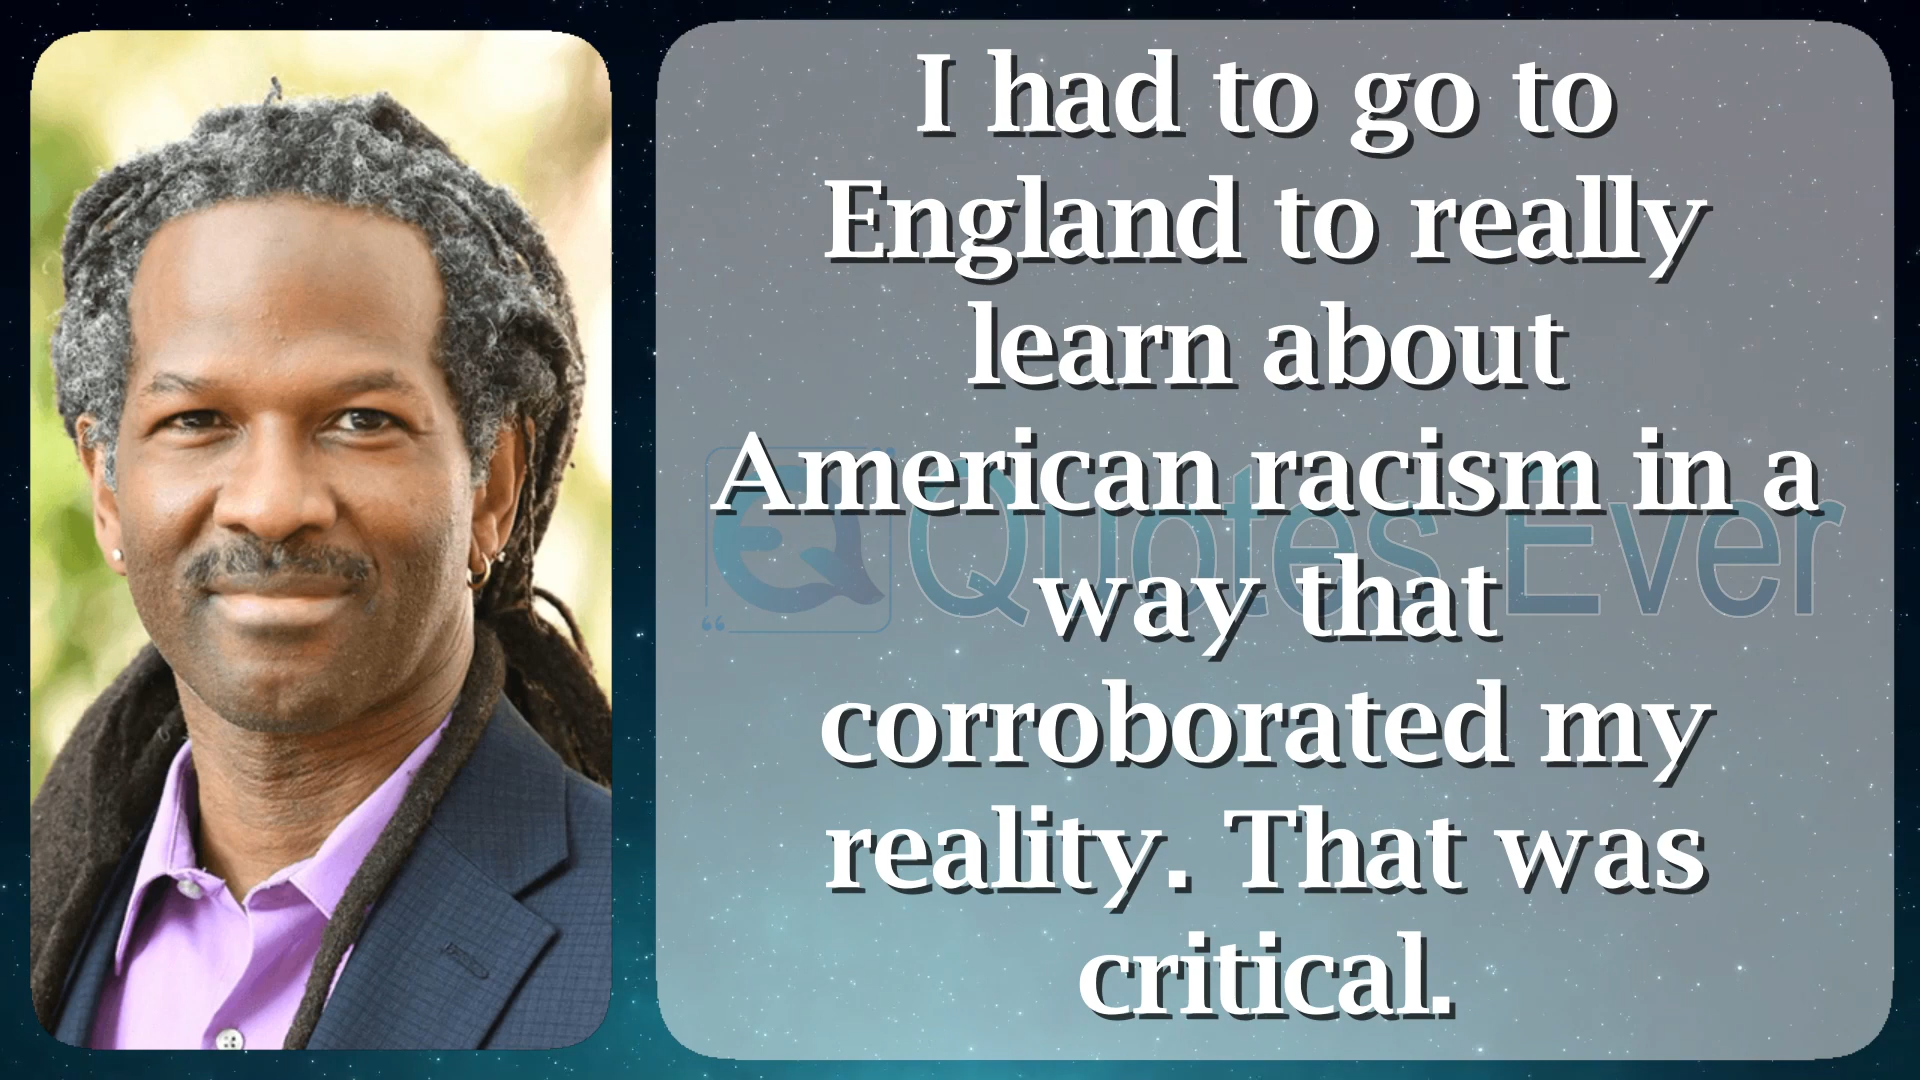 I had to go to
England to really
learn about
American racism in a
EQ Quotes Ever
way that
corroborated my
reality. That was
critical.